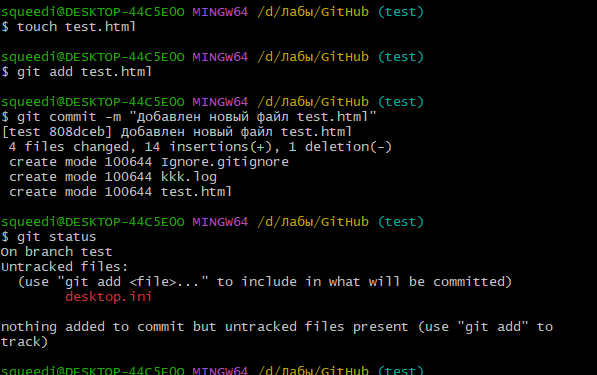 squeedi@DESKTOP-44C5E0O MINGW64 /d/Лабы/GitHub (test)
$ touch test.html
squeedi@DESKTOP-44C5E0O MINGW64 /d/Лабы/GitHub (test)
$ git add test.html
squeedi@DESKTOP-44C5E0O MINGW64 /d/Лабы/GitHub (test)
$ git commit -m "Добавлен новый файл test.html"
[test 808dceb] Добавлен новый файл test.html
 4 files changed, 14 insertions(+), 1 deletion(-)
 create mode 100644 Ignore.gitignore
 create mode 100644 kkk.log
 create mode 100644 test.html
squeedi@DESKTOP-44C5E0O MINGW64 /d/Лабы/GitHub (test)
$ git status
On branch test
Untracked files:
  (use "git add <file>..." to include in what will be committed)
        desktop.ini
nothing added to commit but untracked files present (use "git add" to
track)
squeedi@DESKTOP-44C5E0O MINGW64 /d/Лабы/GitHub (test)